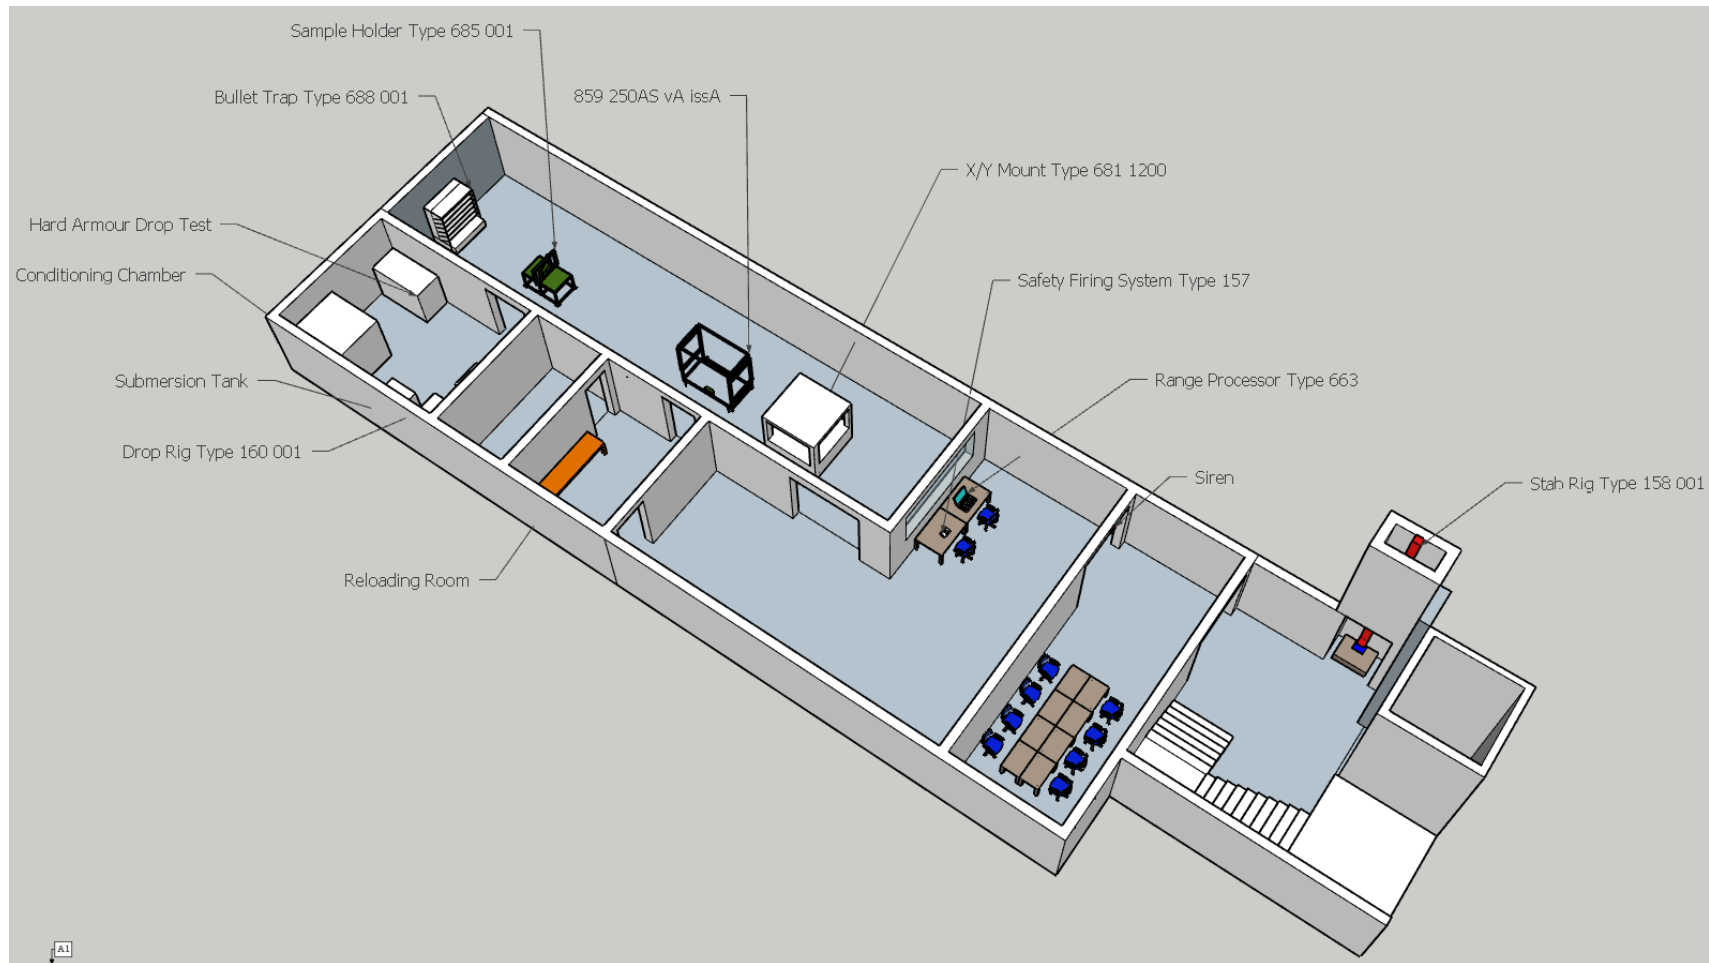 Sample Holder Type 685 001
Bullet Trap Type 688 001
859 250AS vA issA
X/Y Mount Type 681 1200
Hard Armour Drop Test
Conditioning Chamber
Safety Firing System Type 157
Submersion Tank
Range Processor Type 663
Drop Rig Type 160 001
Siren
Stab Rig Type 158 001
Reloading Room
A1